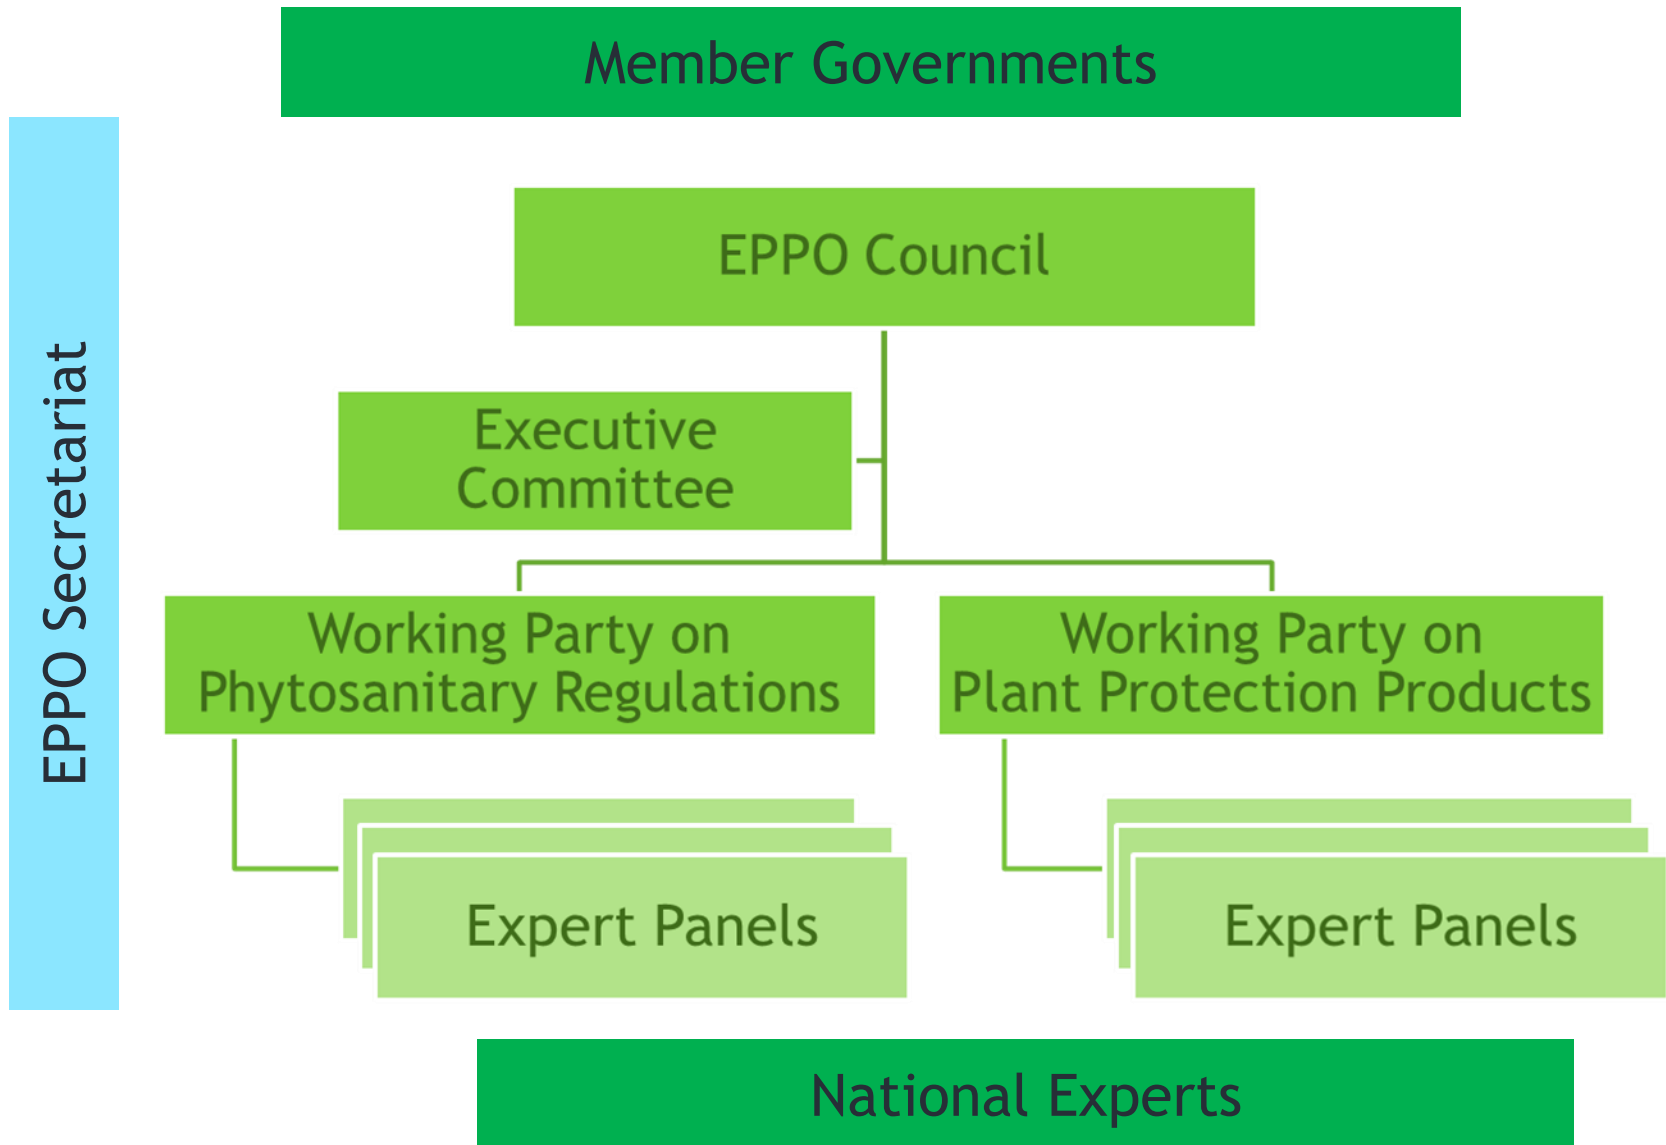 Member Governments
EPPO Secretariat
EPPO Council
Executive
Committee
Working Party on
Phytosanitary Regulations
Working Party on
Plant Protection Products
Expert Panels
Expert Panels
National Experts